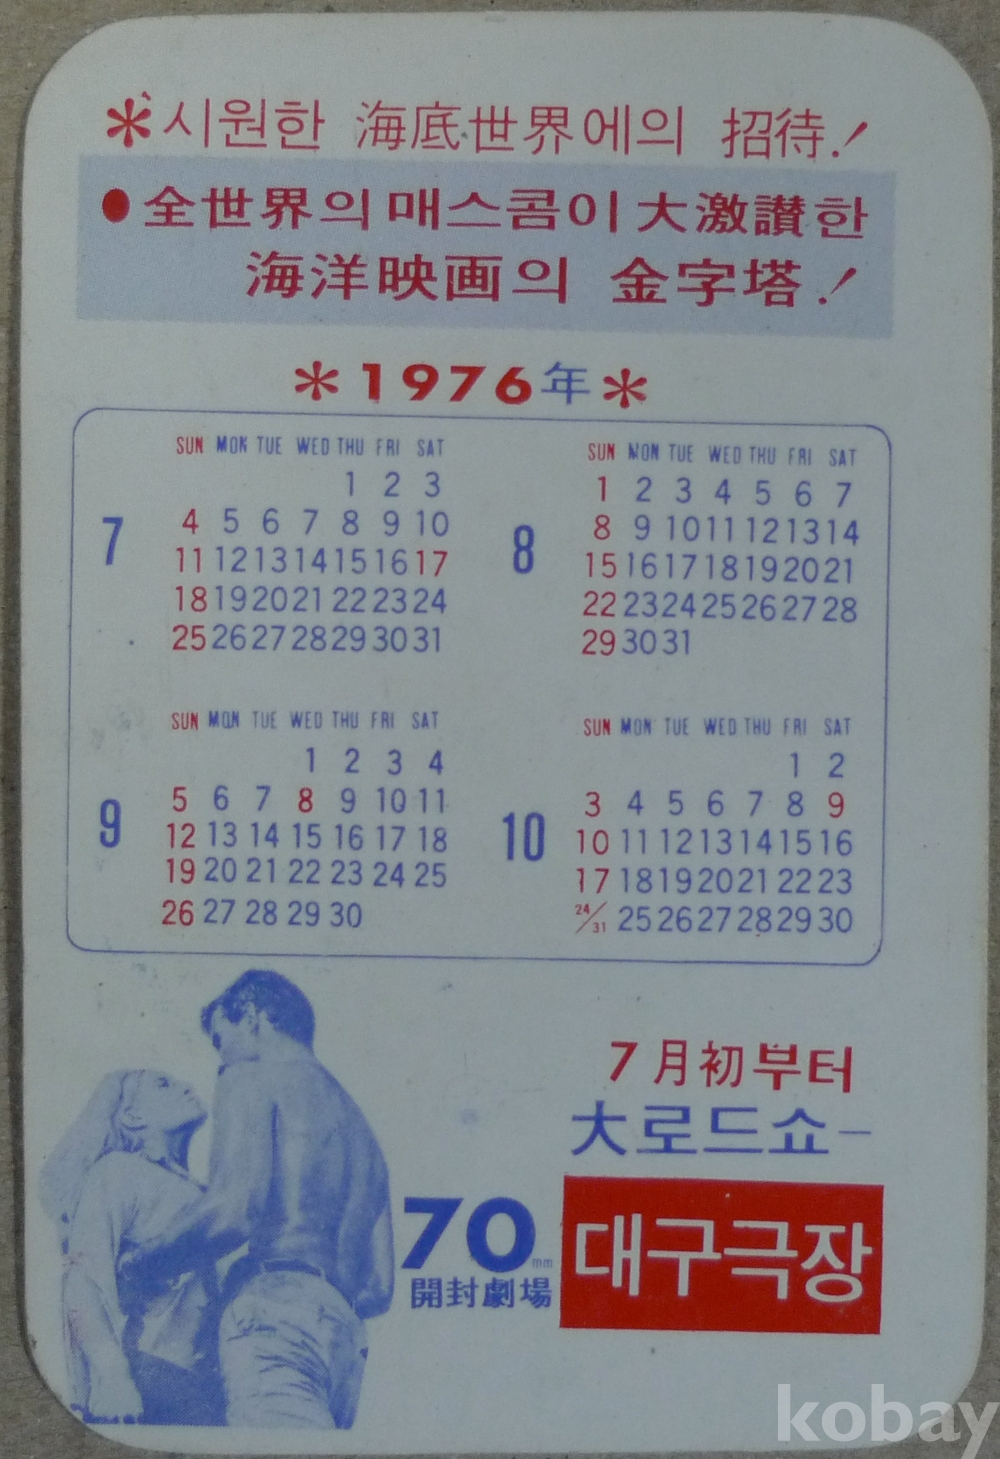 *시원한 海底世界에의 招待!
●全世界의매스콤이大激讃한
海洋映画의 金字塔!
*1976年*
7
SUN MON TUE WED THU FRI SAT
1 2 3
4 5 6 7 8 9 10
11 12 13 14 15 16 17
18 19 20 21 22 23 24
25 26 27 28 29 30 31
8
SUN MON TUE WED THU FRI SAT
1 2 3 4 5 6 7
8 9 10 11 12 13 14
15 16 17 18 19 20 21
22 23 24 25 26 27 28
29 30 31
9
SUN MON TUE WED THU FRI SAT
1 2 3 4
5 6 7 8 9 10 11
12 13 14 15 16 17 18
19 20 21 22 23 24 25
26 27 28 29 30
10
SUN MON TUE WED THU FRI SAT
1 2
3 4 5 6 7 8 9
10 11 12 13 14 15 16
17 18 19 20 21 22 23
24/31 25 26 27 28 29 30
7月初부터
大로드쇼-
70mm
開封劇場
대구극장
kobay